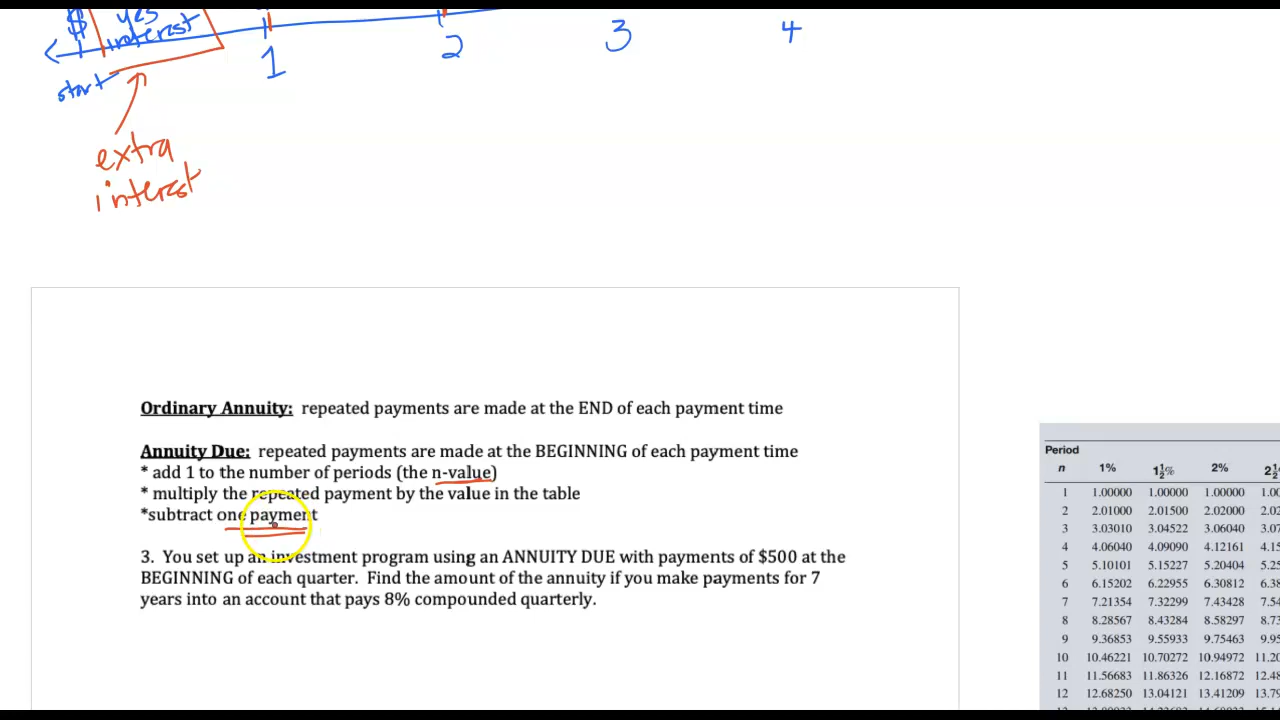 $ yes
interest
start 1 2 3 4
extra
interest
Ordinary Annuity: repeated payments are made at the END of each payment time
Annuity Due: repeated payments are made at the BEGINNING of each payment time
* add 1 to the number of periods (the n-value)
* multiply the repeated payment by the value in the table
*subtract one payment
3. You set up an investment program using an ANNUITY DUE with payments of $500 at the
BEGINNING of each quarter. Find the amount of the annuity if you make payments for 7
years into an account that pays 8% compounded quarterly.
Period
n 1% 1½% 2%
1 1.00000 1.00000 1.00000
2 2.01000 2.01500 2.02000
3 3.03010 3.04522 3.06040
4 4.06040 4.09090 4.12161
5 5.10101 5.15227 5.20404
6 6.15202 6.22955 6.30812
7 7.21354 7.32299 7.43428
8 8.28567 8.43284 8.58297
9 9.36853 9.55933 9.75463
10 10.46221 10.70272 10.94972
11 11.56683 11.86326 12.16872
12 12.68250 13.04121 13.41209